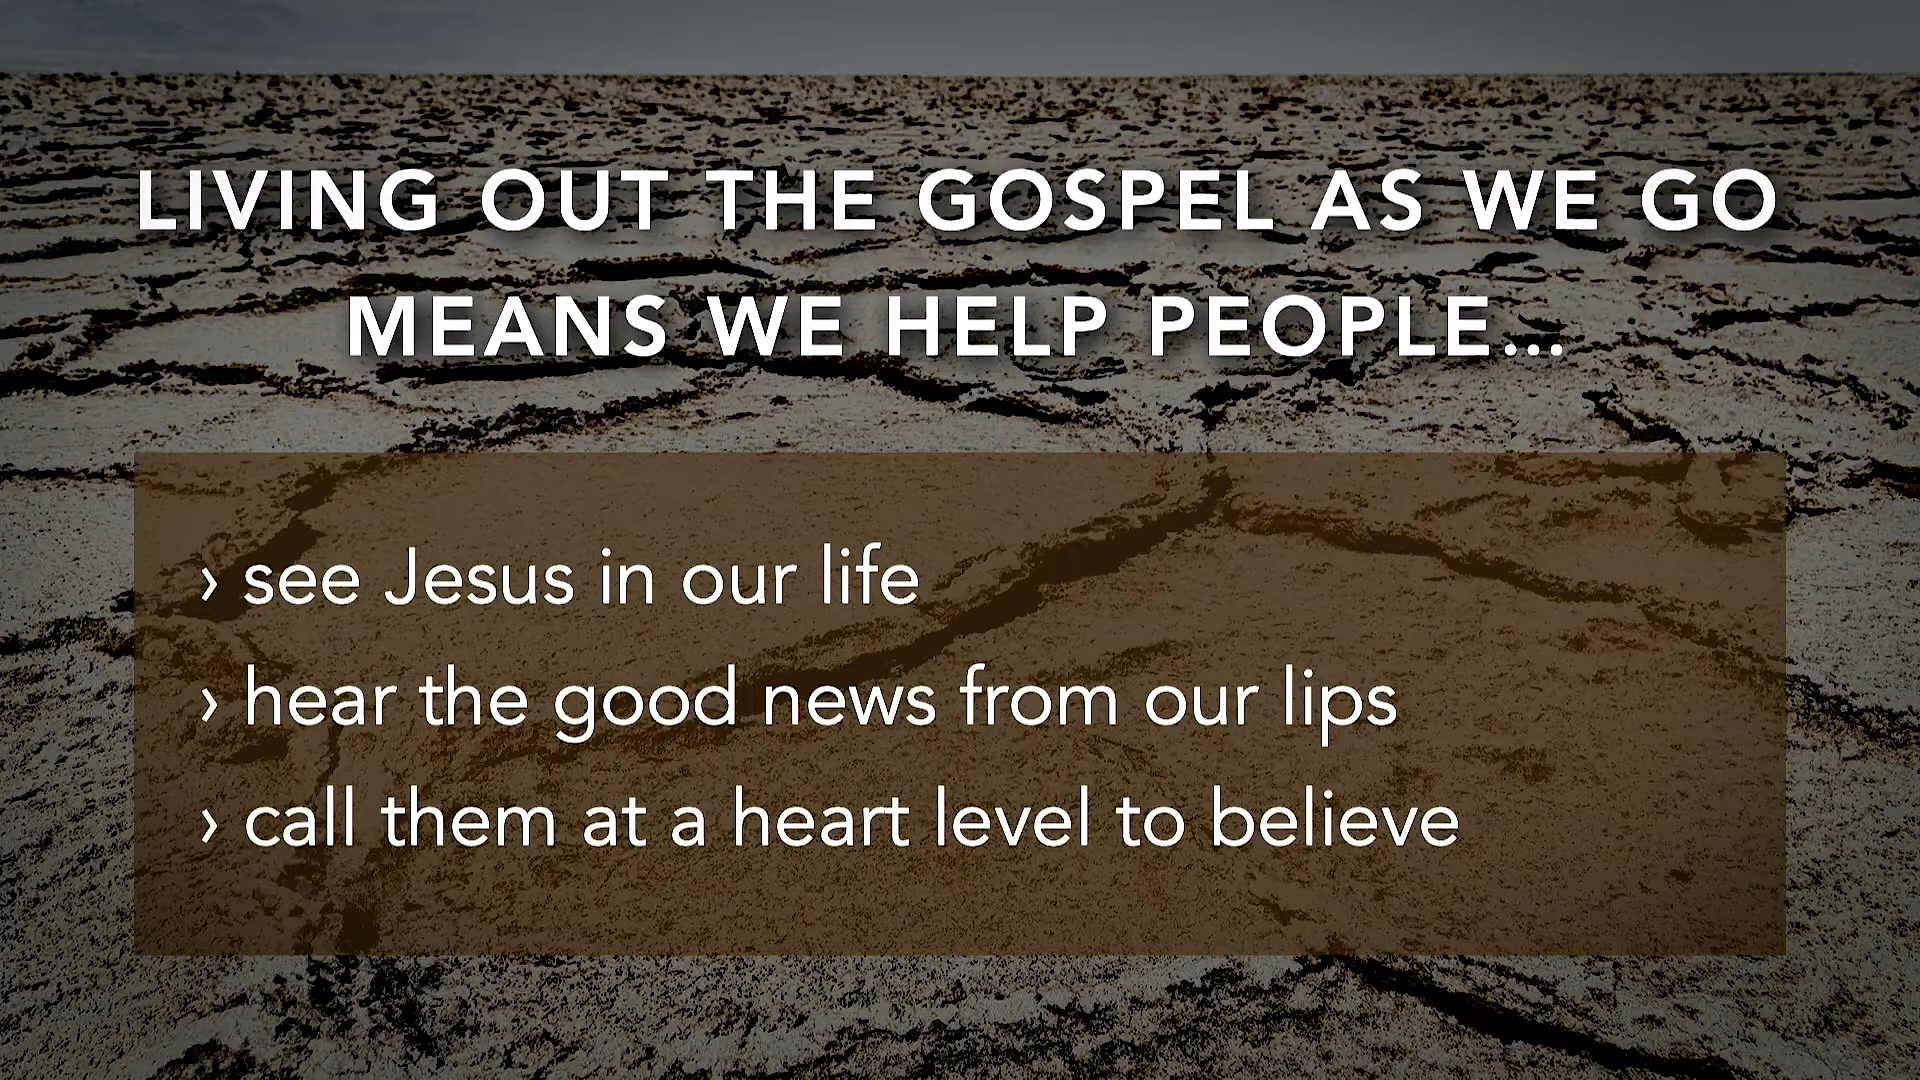 LIVING OUT THE GOSPEL AS WE GO
MEANS WE HELP PEOPLE...
› see Jesus in our life
› hear the good news from our lips
› call them at a heart level to believe